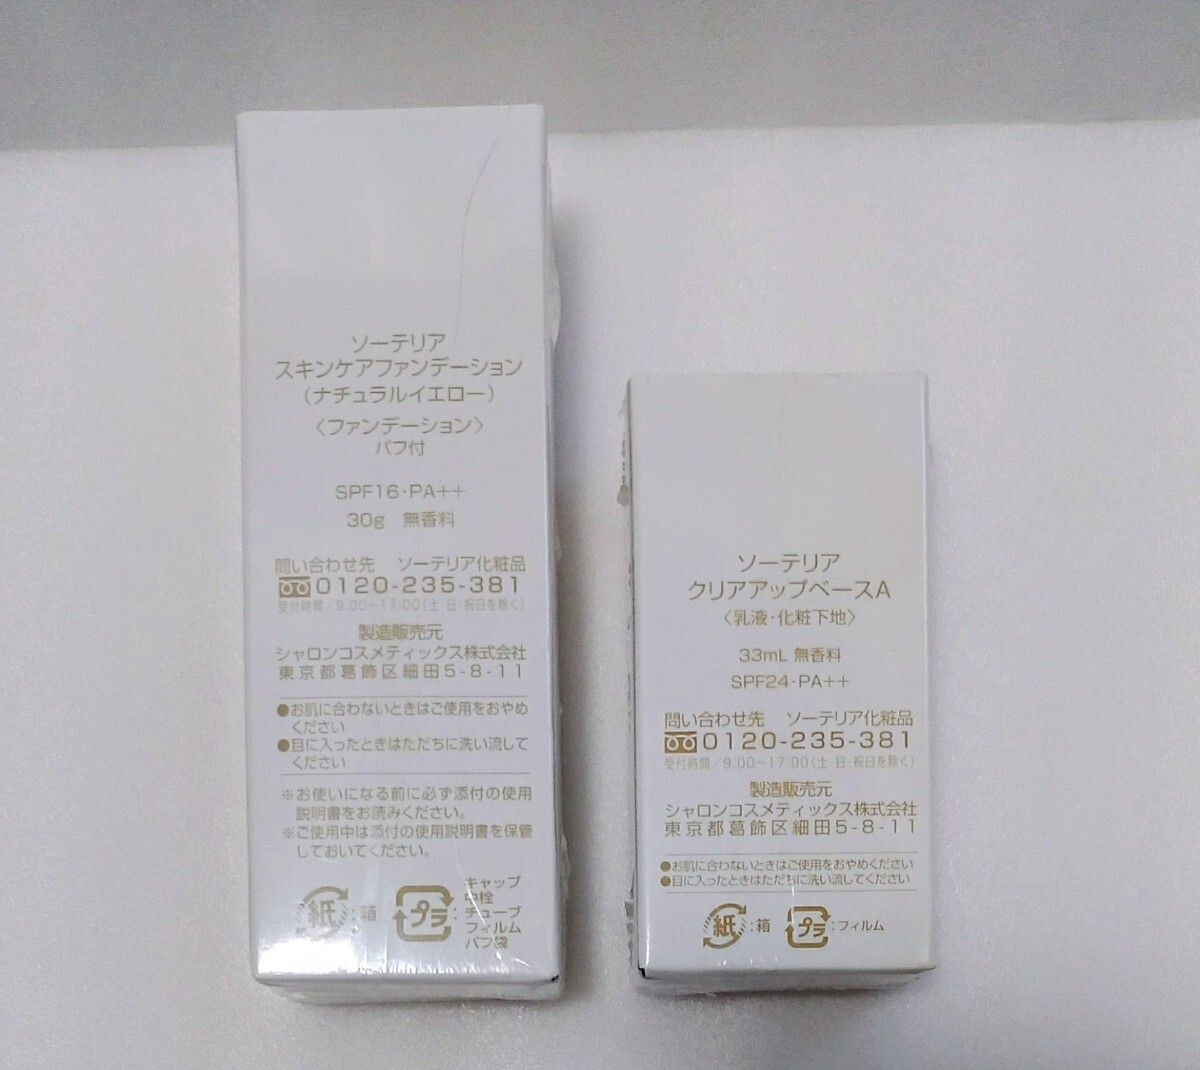 ソーテリア
スキンケアファンデーション
(ナチュラルイエロー)
〈ファンデーション〉
パフ付
SPF16・PA++
30g 無香料
問い合わせ先 ソーテリア化粧品
0120-235-381
受付時間/9:00~17:00(土・日・祝日を除く)
製造販売元
シャロンコスメティックス株式会社
東京都葛飾区細田5-8-11
●お肌に合わないときはご使用をおやめ
ください
●目に入ったときはただちに洗い流して
ください
※お使いになる前に必ず添付の使用
説明書をお読みください。
※ご使用中は添付の使用説明書を保管
しておいてください。
紙:箱
プラ:キャップ
中栓
チューブ
フィルム
パフ袋
ソーテリア
クリアアップベースA
〈乳液・化粧下地〉
33mL 無香料
SPF24・PA++
問い合わせ先 ソーテリア化粧品
0120-235-381
受付時間/9:00~17:00(土・日・祝日を除く)
製造販売元
シャロンコスメティックス株式会社
東京都葛飾区細田5-8-11
●お肌に合わないときはご使用をおやめください
●目に入ったときはただちに洗い流してください
紙:箱
プラ:フィルム